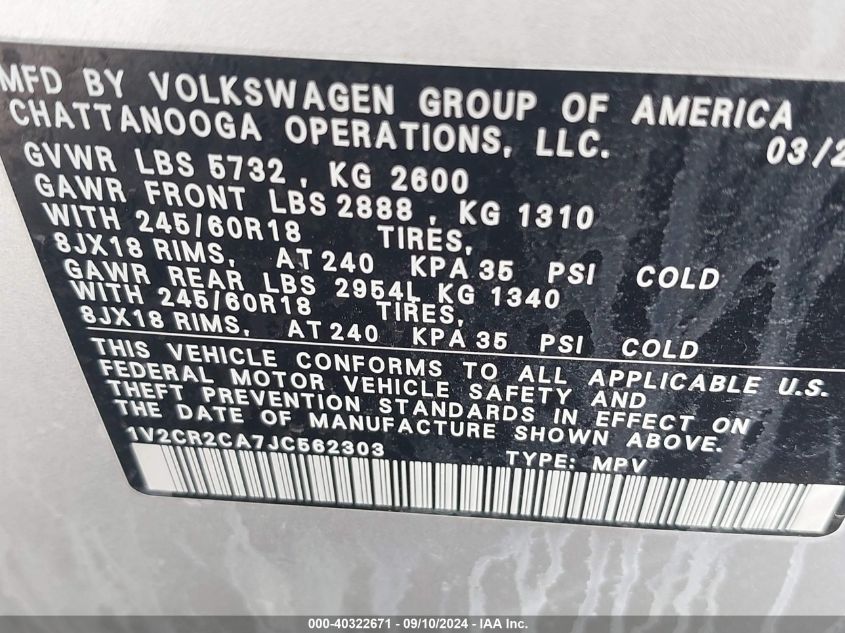 MFD BY VOLKSWAGEN GROUP OF AMERICA
CHATTANOOGA OPERATIONS, LLC. 03/2
GVWR LBS 5732 , KG 2600
GAWR FRONT LBS 2888 , KG 1310
WITH 245/60R18 TIRES,
8JX18 RIMS, AT 240 KPA 35 PSI COLD
GAWR REAR LBS 2954L KG 1340
WITH 245/60R18 TIRES,
8JX18 RIMS, AT 240 KPA 35 PSI COLD
THIS VEHICLE CONFORMS TO ALL APPLICABLE U.S.
FEDERAL MOTOR VEHICLE SAFETY AND
THEFT PREVENTION STANDARDS IN EFFECT ON
THE DATE OF MANUFACTURE SHOWN ABOVE.
1V2CR2CA7JC562303 TYPE: MPV
000-40322671 - 09/10/2024 - IAA Inc.